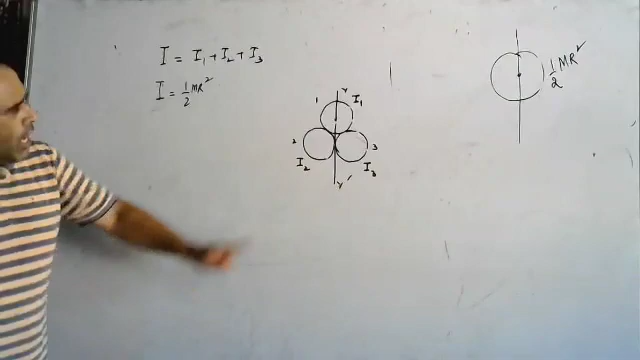 I = I₁ + I₂ + I₃
I = 1/2 MR²
Y
1 I₁
2 3
I₂ I₃
Y'
1/2 MR²